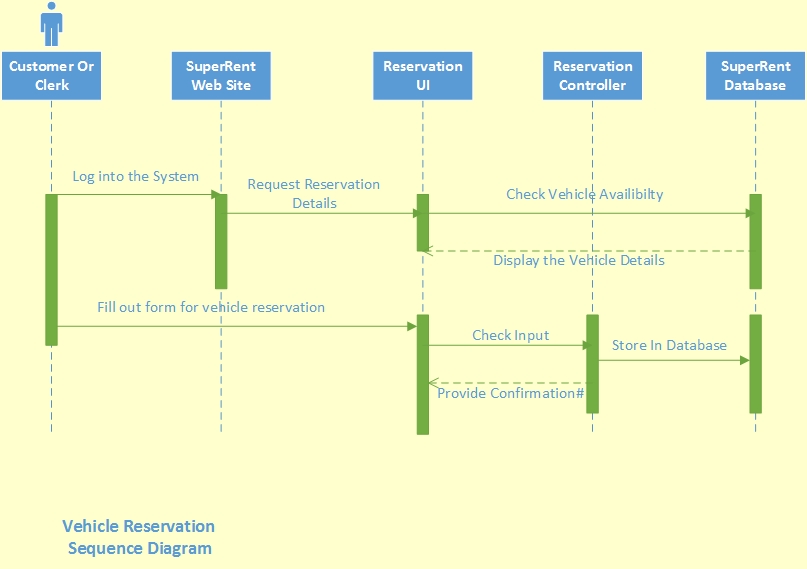 Customer Or
Clerk
SuperRent
Web Site
Reservation
UI
Reservation
Controller
SuperRent
Database
Log into the System
Request Reservation
Details
Check Vehicle Availibilty
Display the Vehicle Details
Fill out form for vehicle reservation
Check Input
Store In Database
Provide Confirmation#
Vehicle Reservation
Sequence Diagram